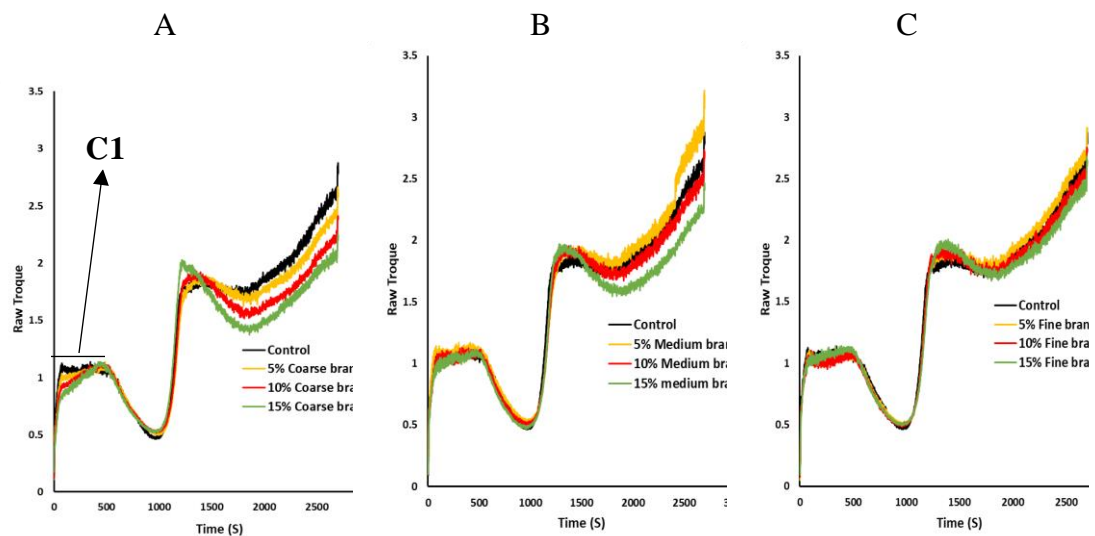 A
B
C
C1
Raw Troque
3.5
3
2.5
2
1.5
1
0.5
0
0
500
1000
1500
2000
2500
Time (S)
Control
5% Coarse bran
10% Coarse bra
15% Coarse bra
Raw Troque
3.5
3
2.5
2
1.5
1
0.5
0
0
500
1000
1500
2000
2500
3
Time (S)
Control
5% Medium bra
10% Medium bra
15% medium bra
Raw Troque
3.5
3
2.5
2
1.5
1
0.5
0
0
500
1000
1500
2000
2500
Time (S)
Control
5% Fine bran
10% Fine bran
15% Fine bran